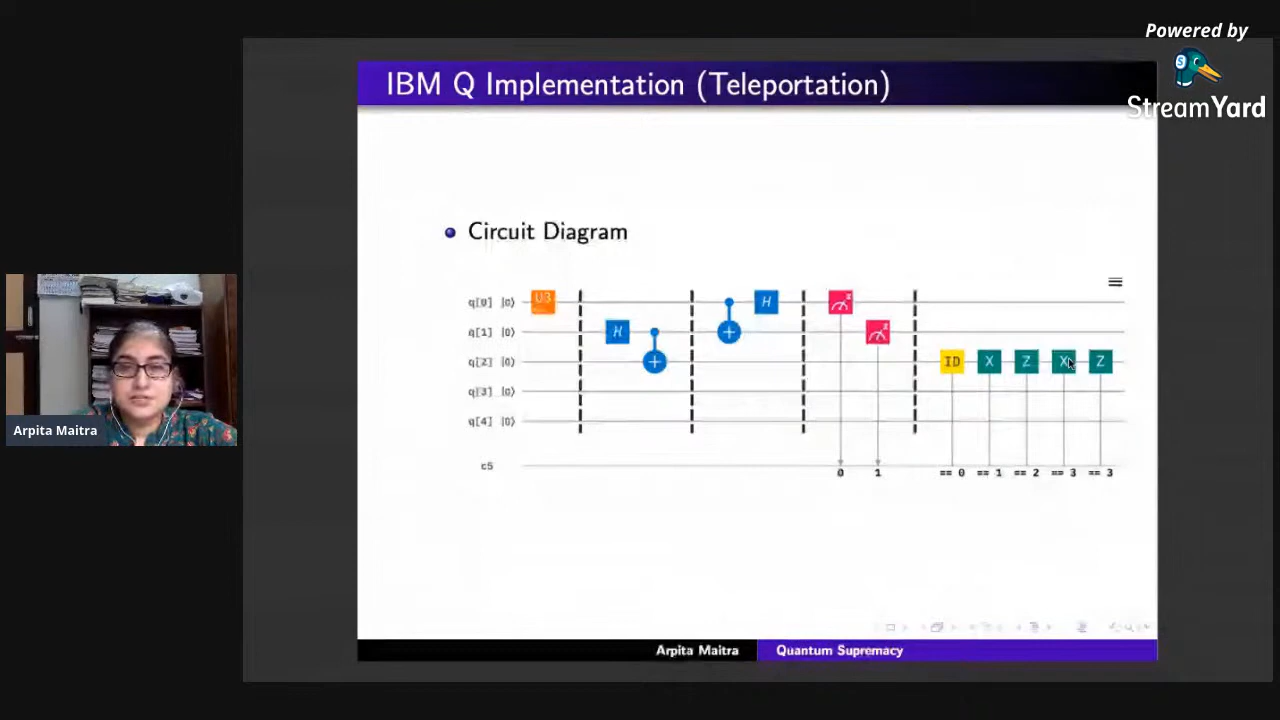 Powered by
StreamYard
IBM Q Implementation (Teleportation)
Circuit Diagram
q[0] |0⟩ U3 H
q[1] |0⟩ H
q[2] |0⟩ ID X Z X Z
q[3] |0⟩
q[4] |0⟩
c5 0 1 == 0 == 1 == 2 == 3 == 3
Arpita Maitra
Arpita Maitra Quantum Supremacy